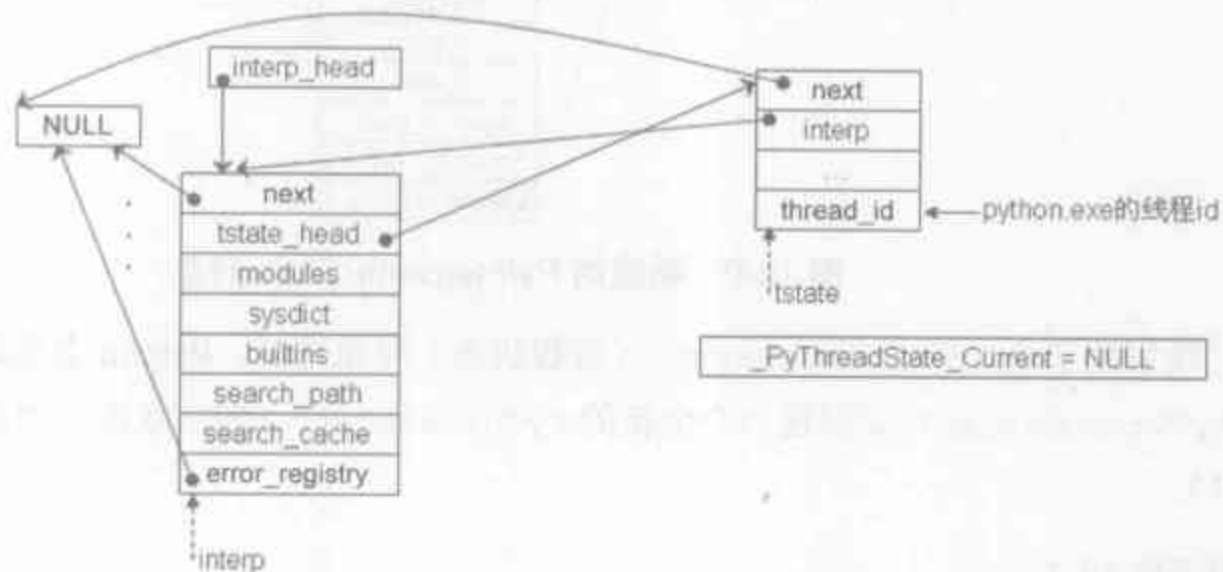 interp_head
NULL
next
tstate_head
modules
sysdict
builtins
search_path
search_cache
error_registry
interp
next
interp
thread_id
python.exe的线程id
tstate
_PyThreadState_Current = NULL